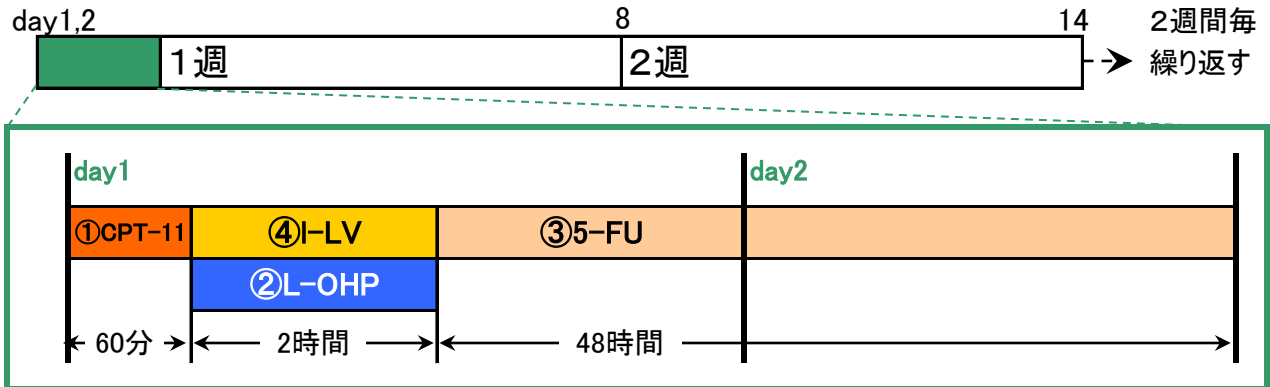 day1,2
8
14
2週間毎
1週
2週
繰り返す
day1
day2
①CPT-11
④l-LV
③5-FU
②L-OHP
60分
2時間
48時間